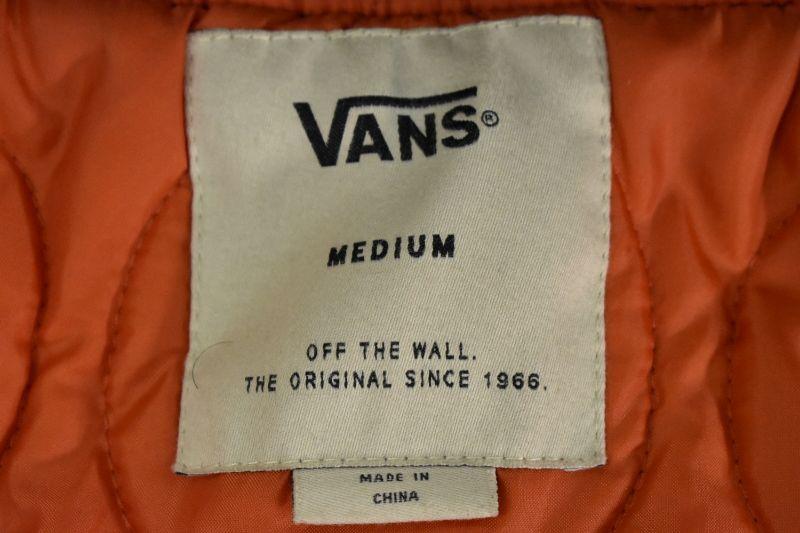 VANS®
MEDIUM
OFF THE WALL.
THE ORIGINAL SINCE 1966.
MADE IN
CHINA